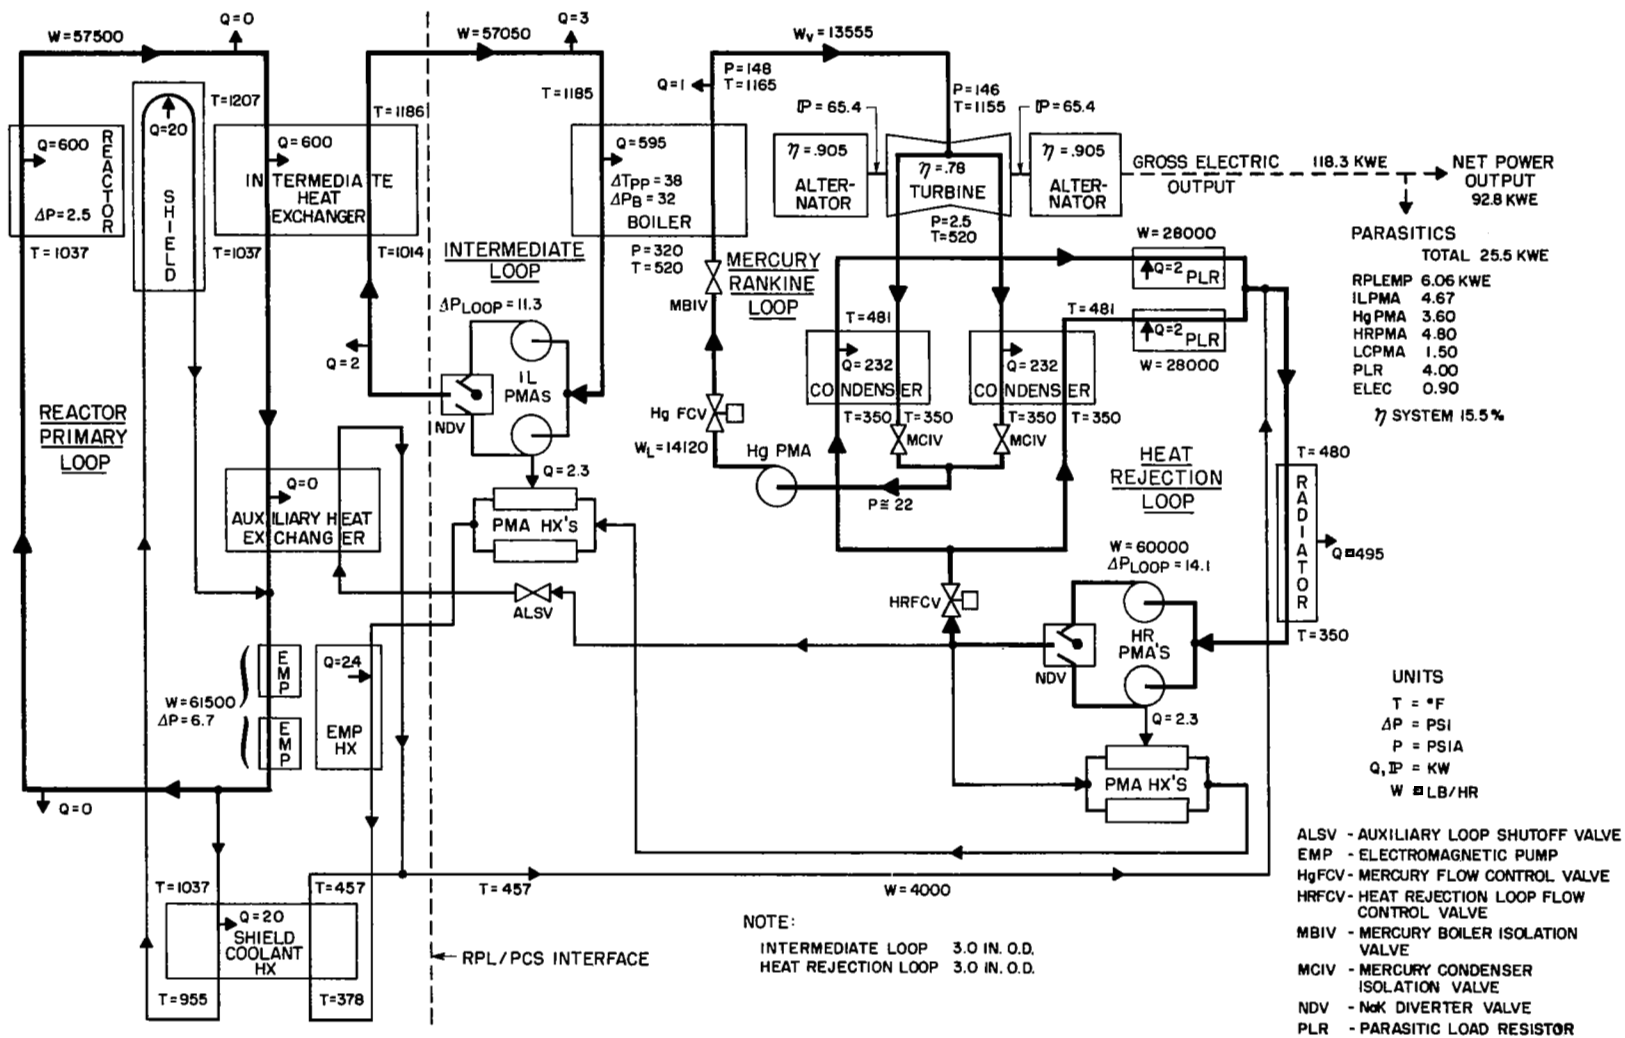 W=57500
Q=0
W=57050
Q=3
Wᵥ=13555
P=148
T=1165
Q=1
T=1207
T=1186
T=1185
P=146
T=1155
ℙ=65.4
ℙ=65.4
Q=600
ΔP=2.5
REACTOR
T=1037
Q=20
SHIELD
Q=600
INTERMEDIATE
HEAT
EXCHANGER
T=1037
T=1014
Q=595
ΔTPP=38
ΔPB=32
BOILER
P=320
T=520
η=.905
ALTER-
NATOR
η=.78
TURBINE
P=2.5
T=520
η=.905
ALTER-
NATOR
GROSS ELECTRIC
OUTPUT
118.3 KWE
NET POWER
OUTPUT
92.8 KWE
PARASITICS
TOTAL 25.5 KWE
RPLEMP 6.06 KWE
ILPMA 4.67
HgPMA 3.60
HRPMA 4.80
LCPMA 1.50
PLR 4.00
ELEC 0.90
η SYSTEM 15.5%
INTERMEDIATE
LOOP
ΔPLOOP=11.3
MERCURY
RANKINE
LOOP
MBIV
W=28000
Q=2
PLR
T=481
T=481
Q=2
PLR
W=28000
Q=232
CONDENSER
T=350
T=350
Q=232
CONDENSER
T=350
T=350
MCIV
MCIV
Q=2
IL
PMAS
NDV
Q=2.3
PMA HX'S
Hg FCV
WL=14120
Hg PMA
P≅22
REACTOR
PRIMARY
LOOP
Q=0
AUXILIARY HEAT
EXCHANGER
ALSV
HEAT
REJECTION
LOOP
T=480
RADIATOR
Q=495
T=350
W=60000
ΔPLOOP=14.1
HRFCV
HR
PMA'S
NDV
Q=2.3
PMA HX'S
EMP
W=61500
ΔP=6.7
EMP
Q=24
EMP
HX
Q=0
T=1037
Q=20
SHIELD
COOLANT
HX
T=955
T=457
T=378
T=457
W=4000
RPL/PCS INTERFACE
NOTE:
INTERMEDIATE LOOP 3.0 IN. O.D.
HEAT REJECTION LOOP 3.0 IN. O.D.
UNITS
T = °F
ΔP = PSI
P = PSIA
Q, ℙ = KW
W = LB/HR
ALSV - AUXILIARY LOOP SHUTOFF VALVE
EMP - ELECTROMAGNETIC PUMP
HgFCV - MERCURY FLOW CONTROL VALVE
HRFCV - HEAT REJECTION LOOP FLOW
CONTROL VALVE
MBIV - MERCURY BOILER ISOLATION
VALVE
MCIV - MERCURY CONDENSER
ISOLATION VALVE
NDV - NaK DIVERTER VALVE
PLR - PARASITIC LOAD RESISTOR